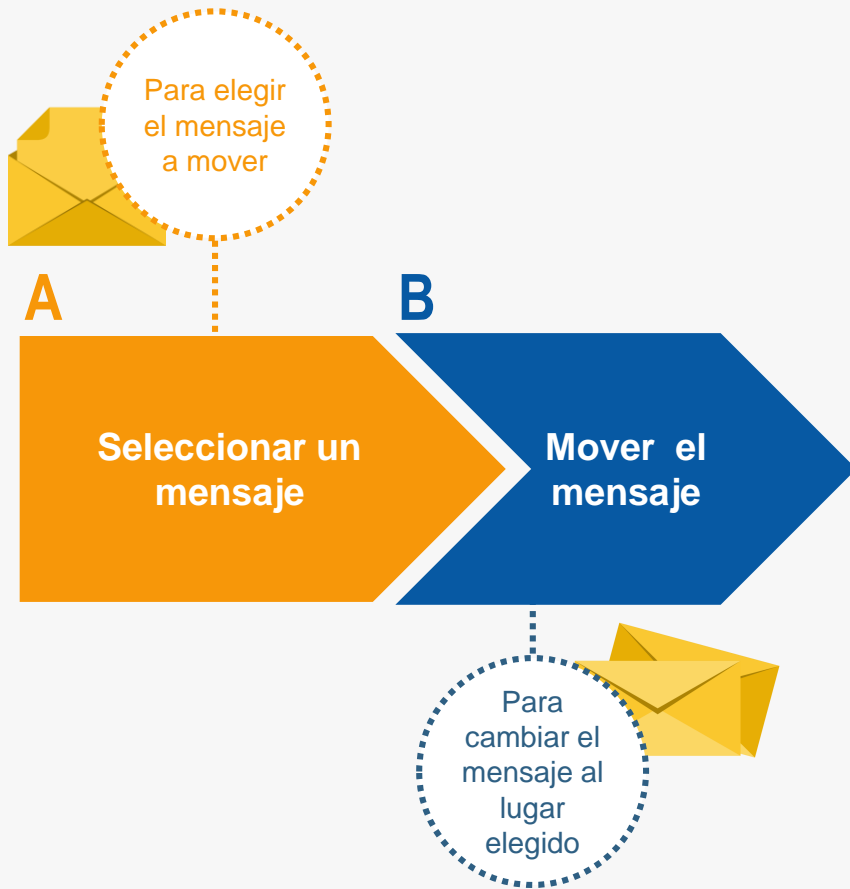 Para elegir
el mensaje
a mover
A
B
Seleccionar un
mensaje
Mover el
mensaje
Para
cambiar el
mensaje al
lugar
elegido